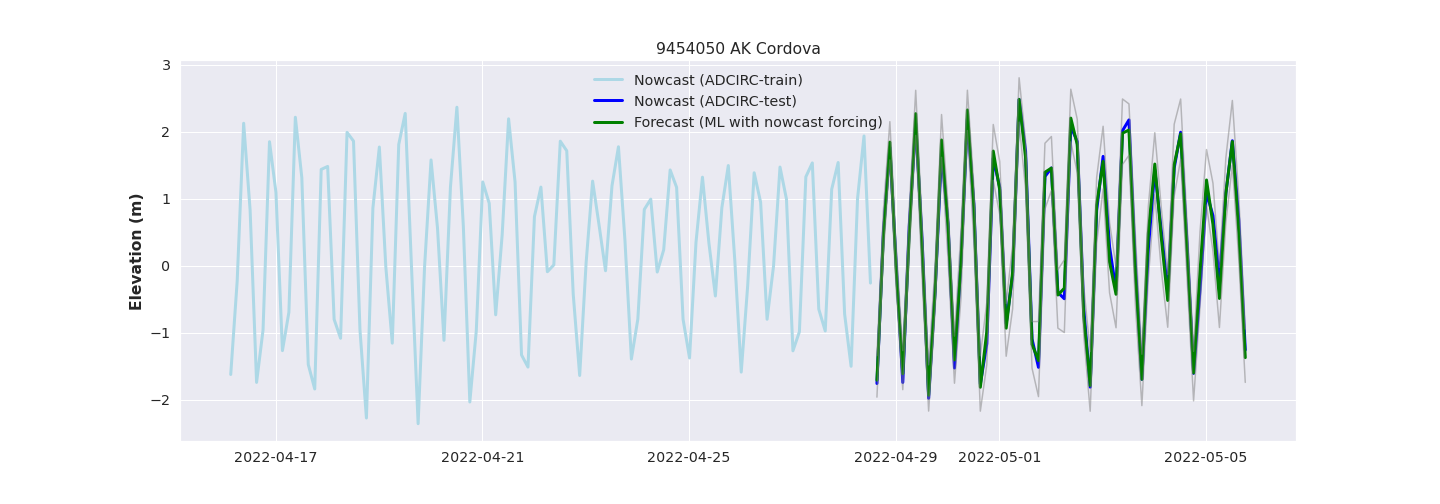 9454050 AK Cordova
Nowcast (ADCIRC-train)
Nowcast (ADCIRC-test)
Forecast (ML with nowcast forcing)
Elevation (m)
3
2
1
0
−1
−2
2022-04-17
2022-04-21
2022-04-25
2022-04-29
2022-05-01
2022-05-05